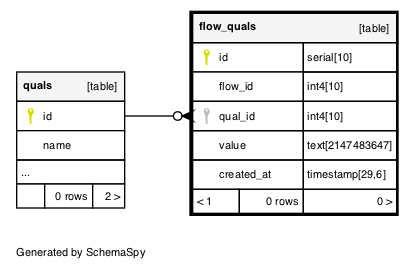 flow_quals [table]
id serial[10]
flow_id int4[10]
qual_id int4[10]
value text[2147483647]
created_at timestamp[29,6]
< 1 0 rows 0 >
quals [table]
id
name
...
0 rows 2 >
Generated by SchemaSpy